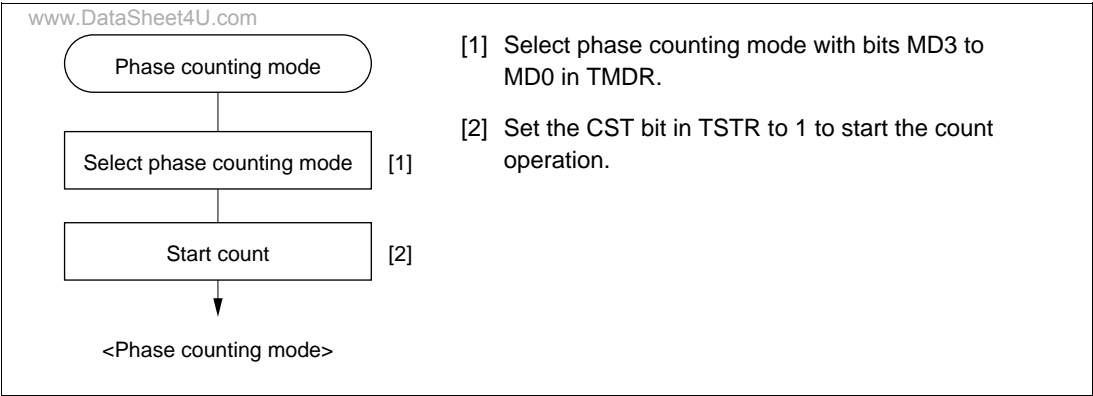 www.DataSheet4U.com
Phase counting mode
Select phase counting mode [1]
Start count [2]
<Phase counting mode>
[1] Select phase counting mode with bits MD3 to
MD0 in TMDR.
[2] Set the CST bit in TSTR to 1 to start the count
operation.